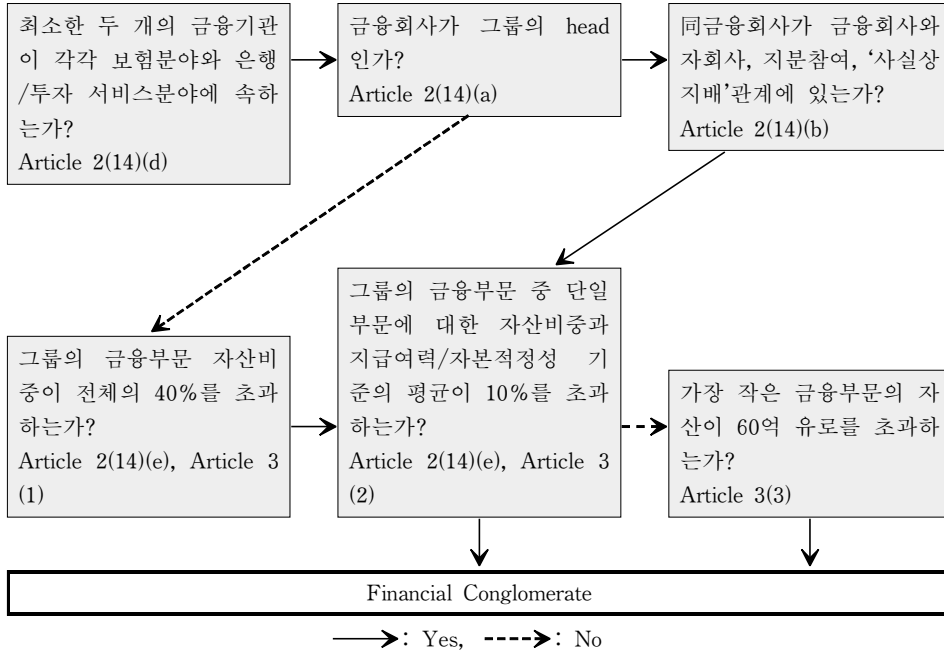 최소한 두 개의 금융기관
이 각각 보험분야와 은행
/투자 서비스분야에 속하
는가?
Article 2(14)(d)
금융회사가 그룹의 head
인가?
Article 2(14)(a)
同금융회사가 금융회사와
자회사, 지분참여, ‘사실상
지배’관계에 있는가?
Article 2(14)(b)
그룹의 금융부문 자산비
중이 전체의 40%를 초과
하는가?
Article 2(14)(e), Article 3
(1)
그룹의 금융부문 중 단일
부문에 대한 자산비중과
지급여력/자본적정성 기
준의 평균이 10%를 초과
하는가?
Article 2(14)(e), Article 3
(2)
가장 작은 금융부문의 자
산이 60억 유로를 초과하
는가?
Article 3(3)
Financial Conglomerate
: Yes, : No